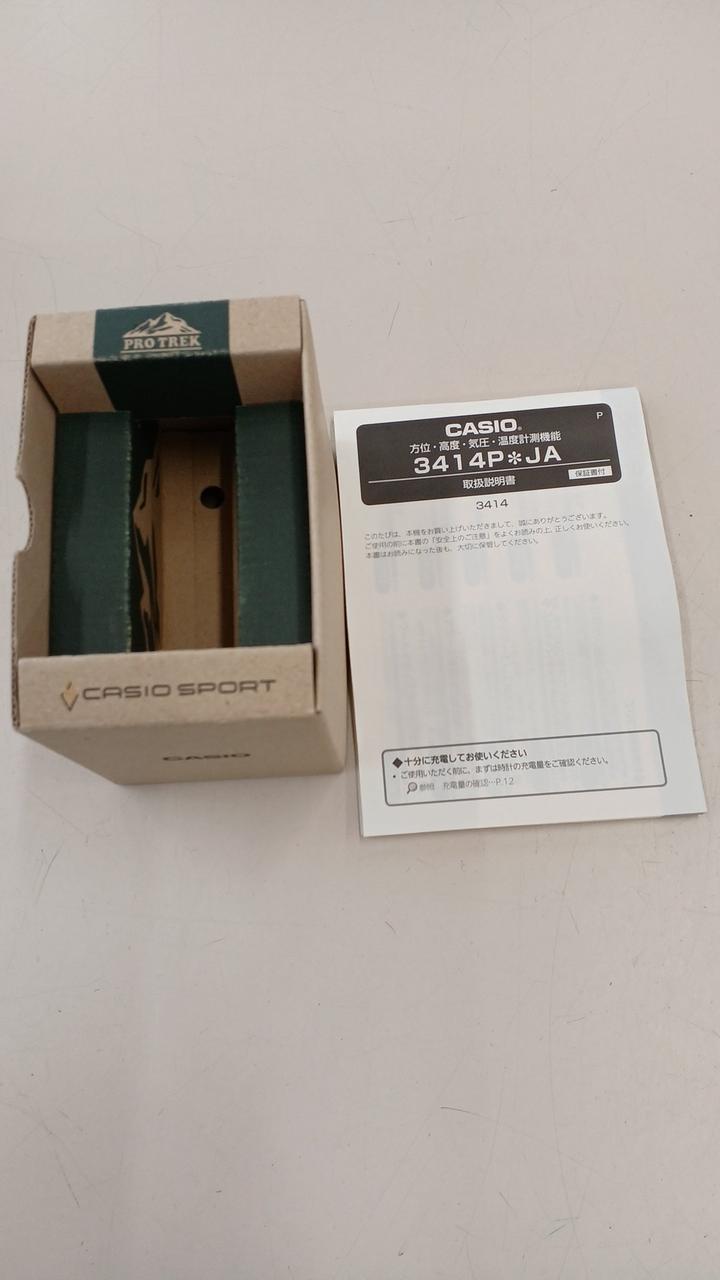 PRO TREK
CASIO SPORT
CASIO
P
CASIO®
方位・高度・気圧・温度計測機能
3414P*JA
取扱説明書
保証書付
3414
このたびは、本機をお買い上げいただきまして、誠にありがとうございます。
ご使用の前に本書の「安全上のご注意」をよくお読みの上、正しくお使いください。
本書はお読みになった後も、大切に保管してください。
◆十分に充電してお使いください
• ご使用いただく前に、まずは時計の充電量をご確認ください。
参照 充電量の確認…P.12